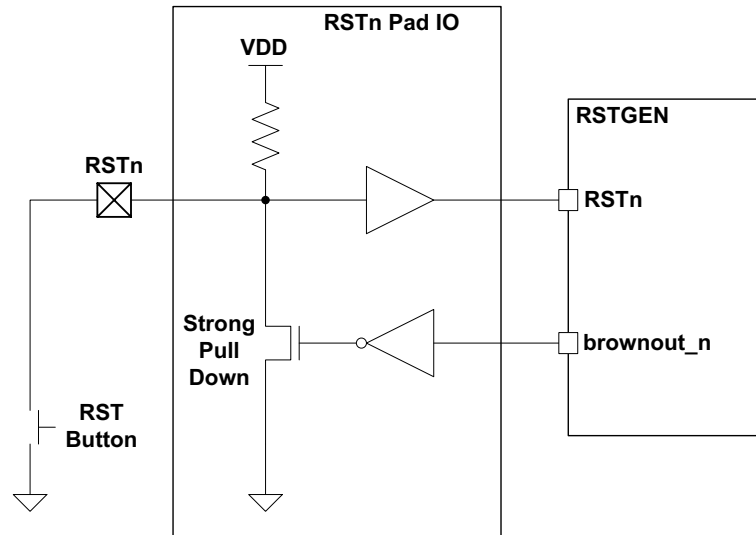 RSTn Pad IO
VDD
RSTGEN
RSTn
RSTn
Strong
Pull
Down
brownout_n
RST
Button